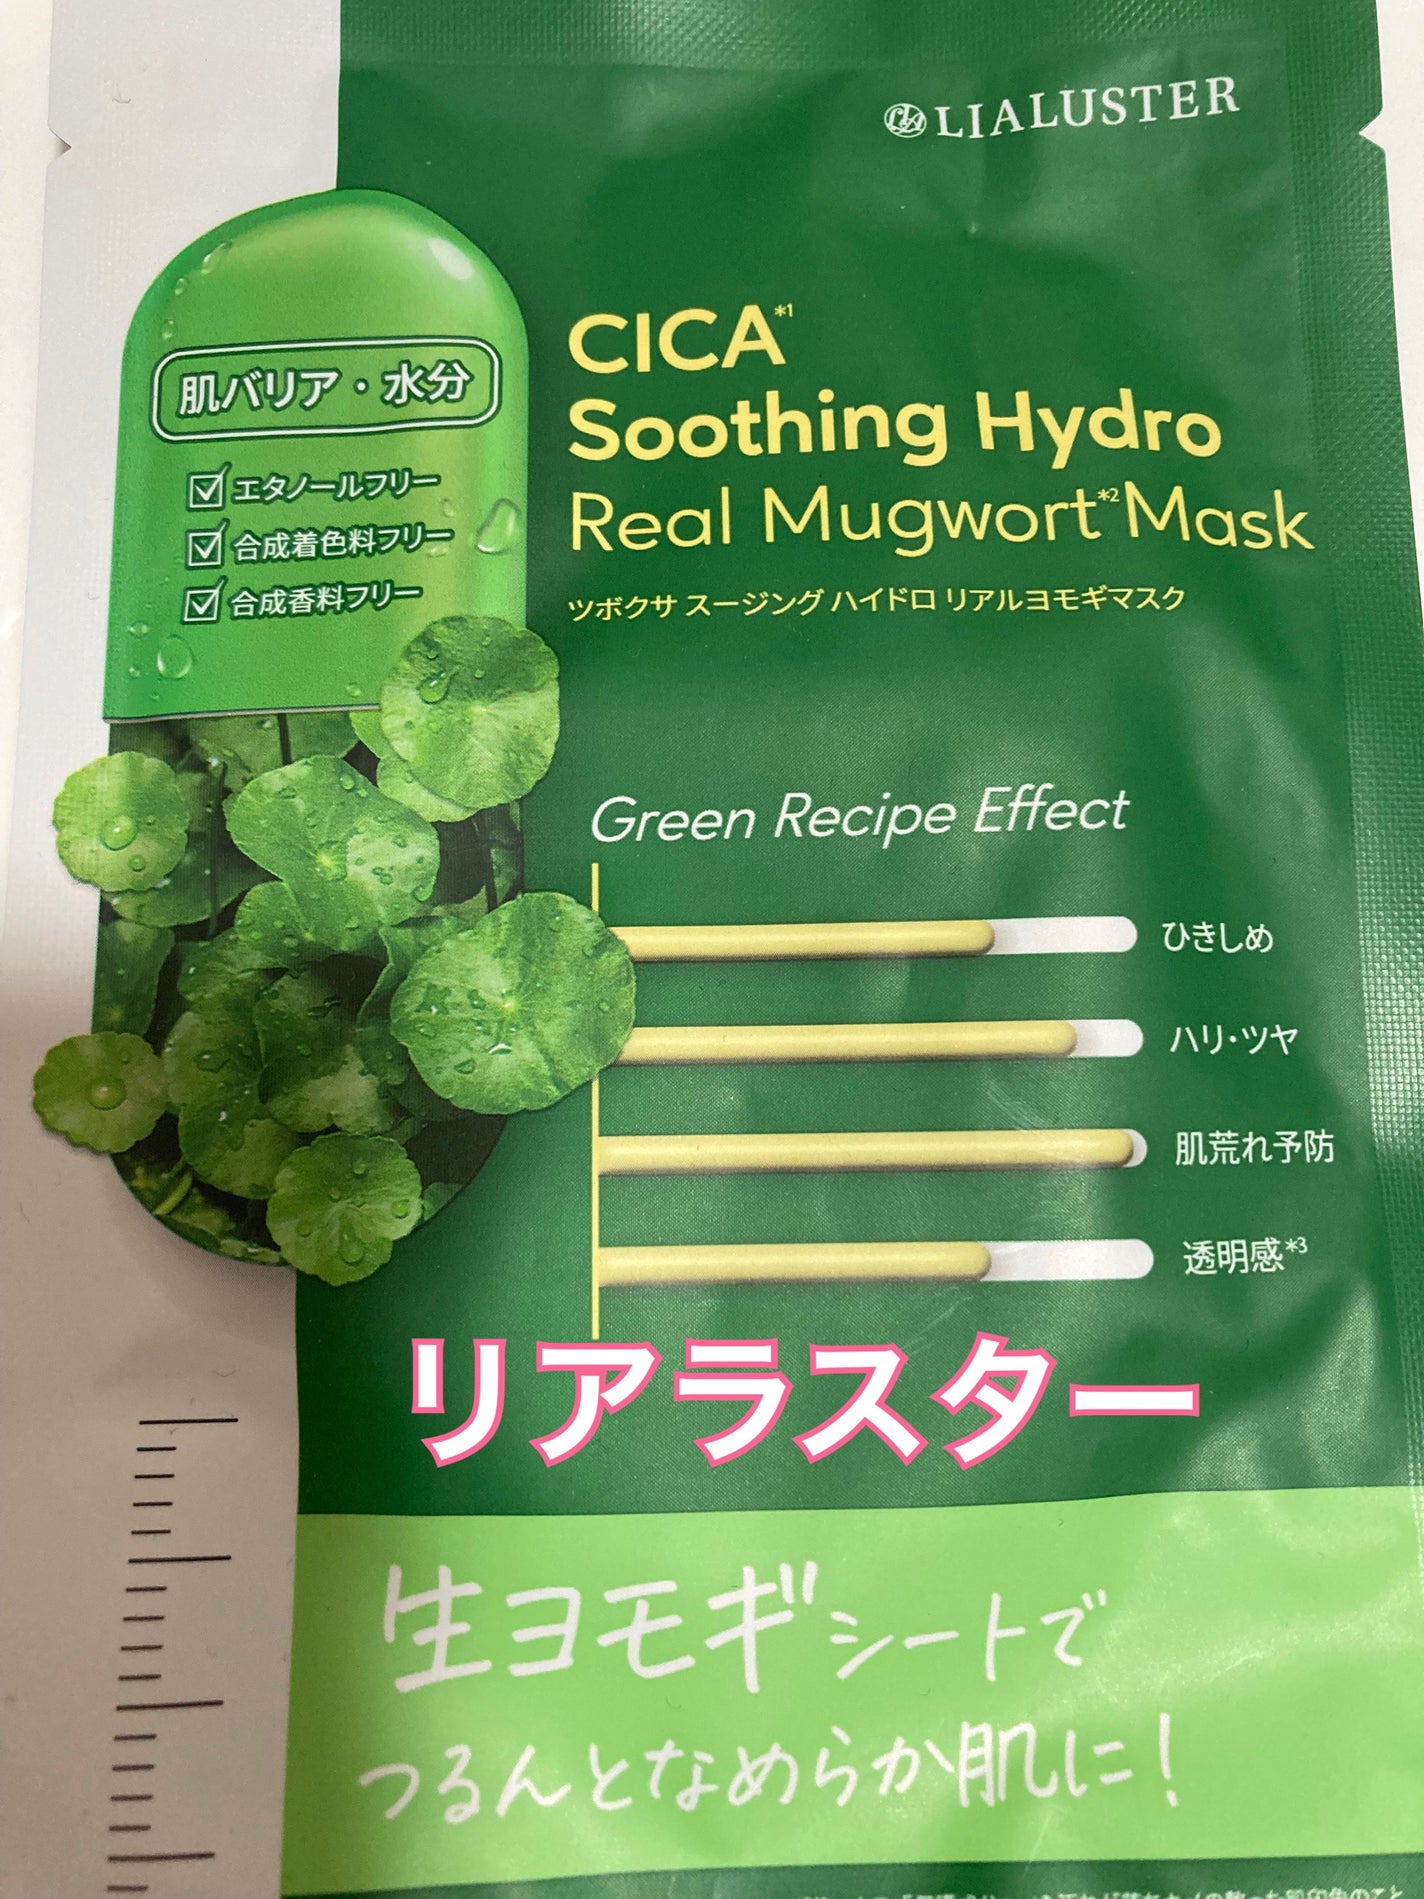 LIALUSTER
CICA*1
Soothing Hydro
Real Mugwort*2 Mask
ツボクサ スージング ハイドロ リアルヨモギマスク
肌バリア・水分
エタノールフリー
合成着色料フリー
合成香料フリー
Green Recipe Effect
ひきしめ
ハリ・ツヤ
肌荒れ予防
透明感*3
リアラスター
生ヨモギシートで
つるんとなめらか肌に!